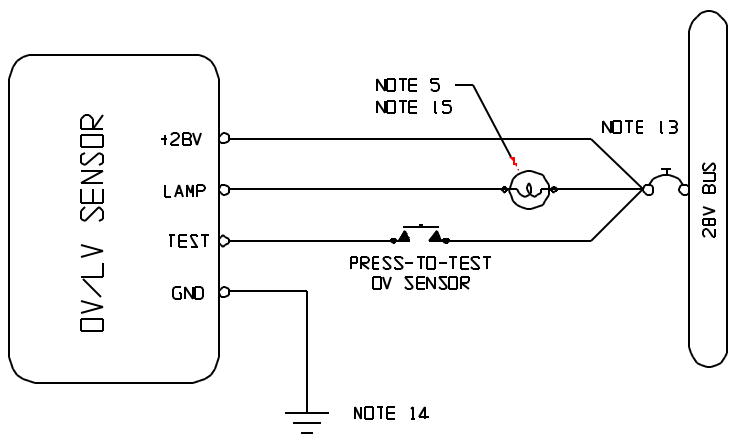 NOTE 5
NOTE 15
NOTE 13
+28V
LAMP
TEST
GND
OV/LV SENSOR
PRESS-TO-TEST
OV SENSOR
28V BUS
NOTE 14